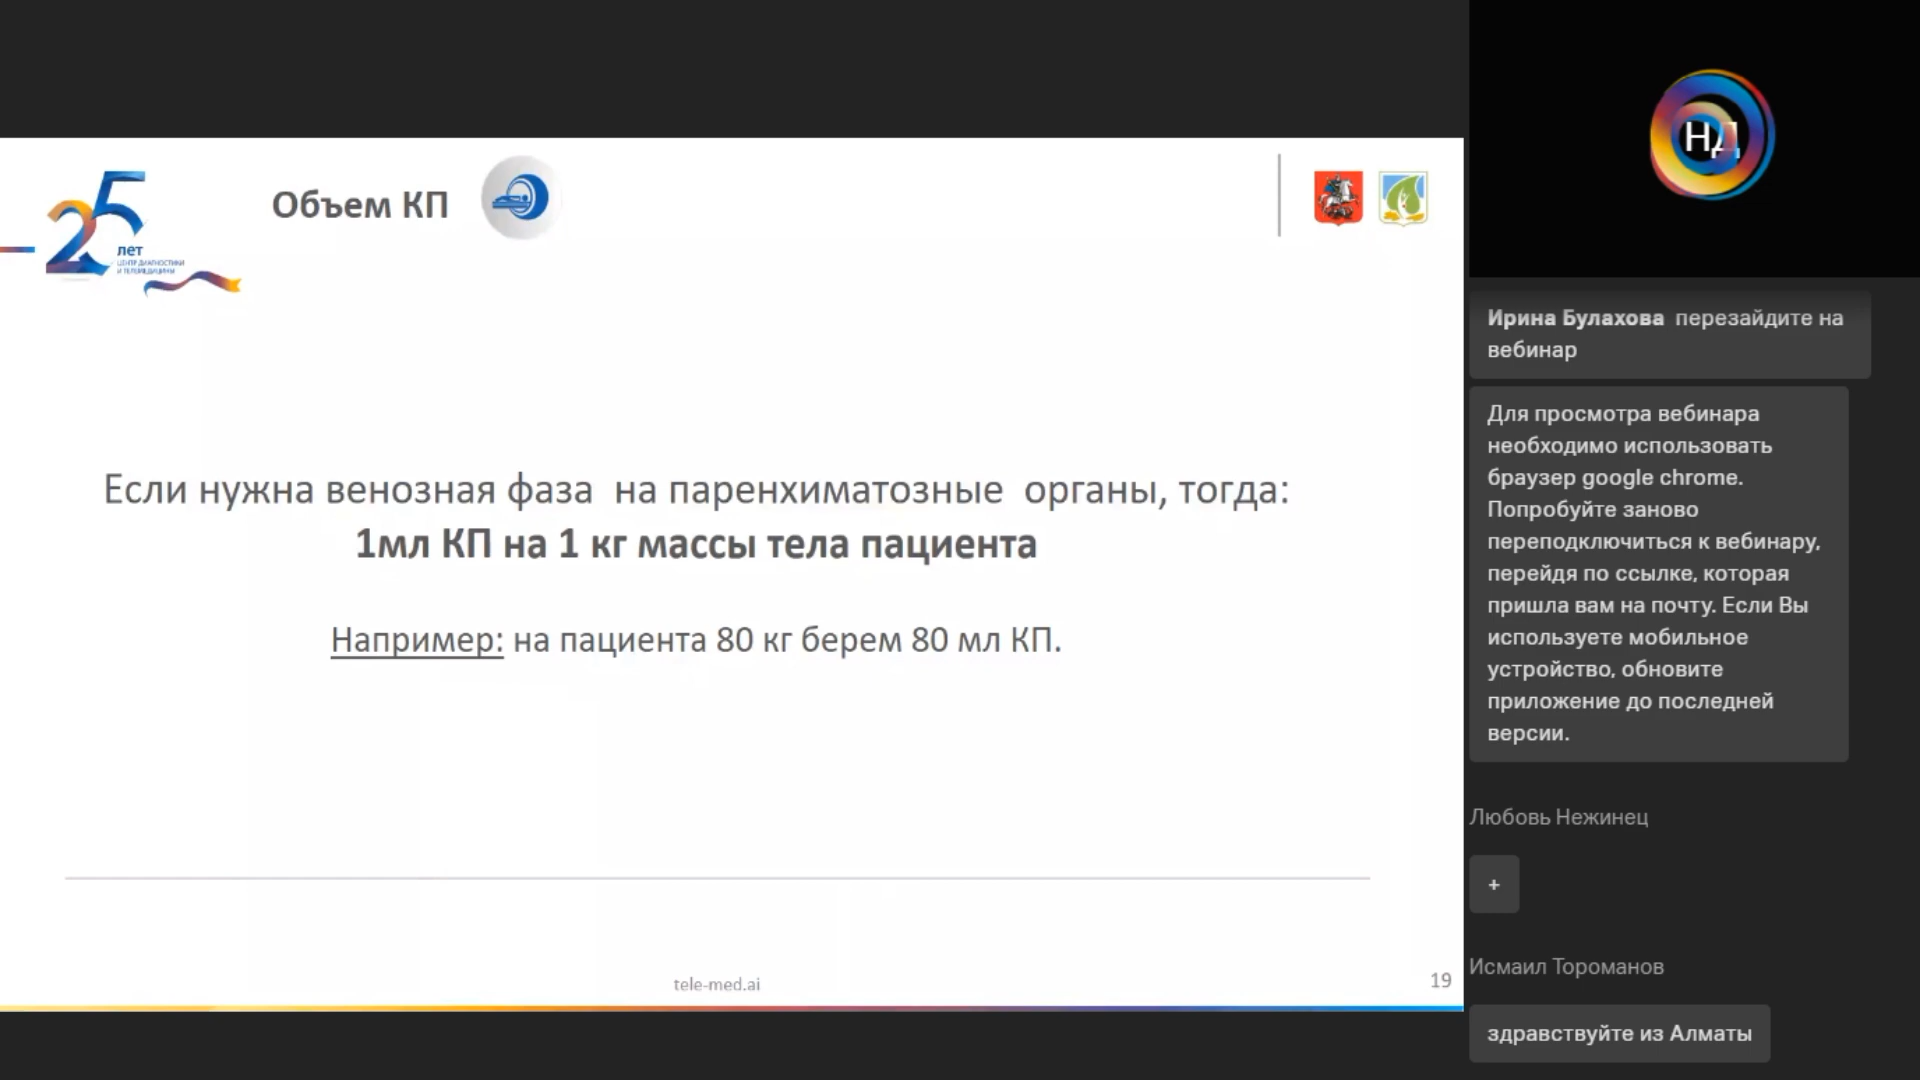 25
лет
ЦЕНТР ДИАГНОСТИКИ
И ТЕЛЕМЕДИЦИНЫ
Объем КП
Если нужна венозная фаза на паренхиматозные органы, тогда:
1мл КП на 1 кг массы тела пациента
Например: на пациента 80 кг берем 80 мл КП.
tele-med.ai
19
НД
Ирина Булахова перезайдите на
вебинар
Для просмотра вебинара
необходимо использовать
браузер google chrome.
Попробуйте заново
переподключиться к вебинару,
перейдя по ссылке, которая
пришла вам на почту. Если Вы
используете мобильное
устройство, обновите
приложение до последней
версии.
Любовь Нежинец
+
Исмаил Тороманов
здравствуйте из Алматы